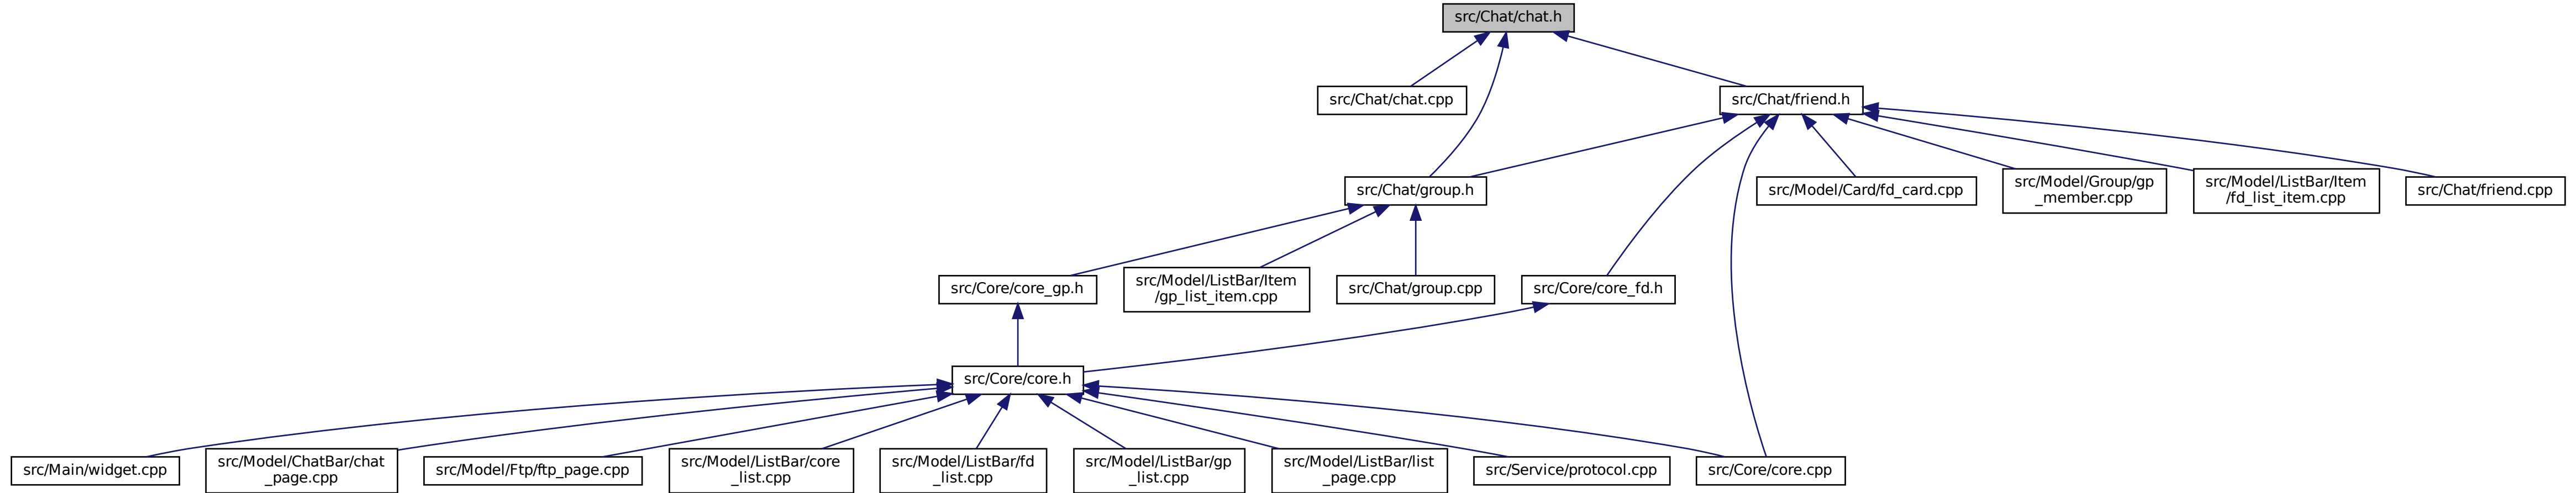 src/Chat/chat.h
src/Chat/chat.cpp
src/Chat/friend.h
src/Chat/group.h
src/Model/Card/fd_card.cpp
src/Model/Group/gp
_member.cpp
src/Model/ListBar/Item
/fd_list_item.cpp
src/Chat/friend.cpp
src/Core/core_gp.h
src/Model/ListBar/Item
/gp_list_item.cpp
src/Chat/group.cpp
src/Core/core_fd.h
src/Core/core.h
src/Main/widget.cpp
src/Model/ChatBar/chat
_page.cpp
src/Model/Ftp/ftp_page.cpp
src/Model/ListBar/core
_list.cpp
src/Model/ListBar/fd
_list.cpp
src/Model/ListBar/gp
_list.cpp
src/Model/ListBar/list
_page.cpp
src/Service/protocol.cpp
src/Core/core.cpp